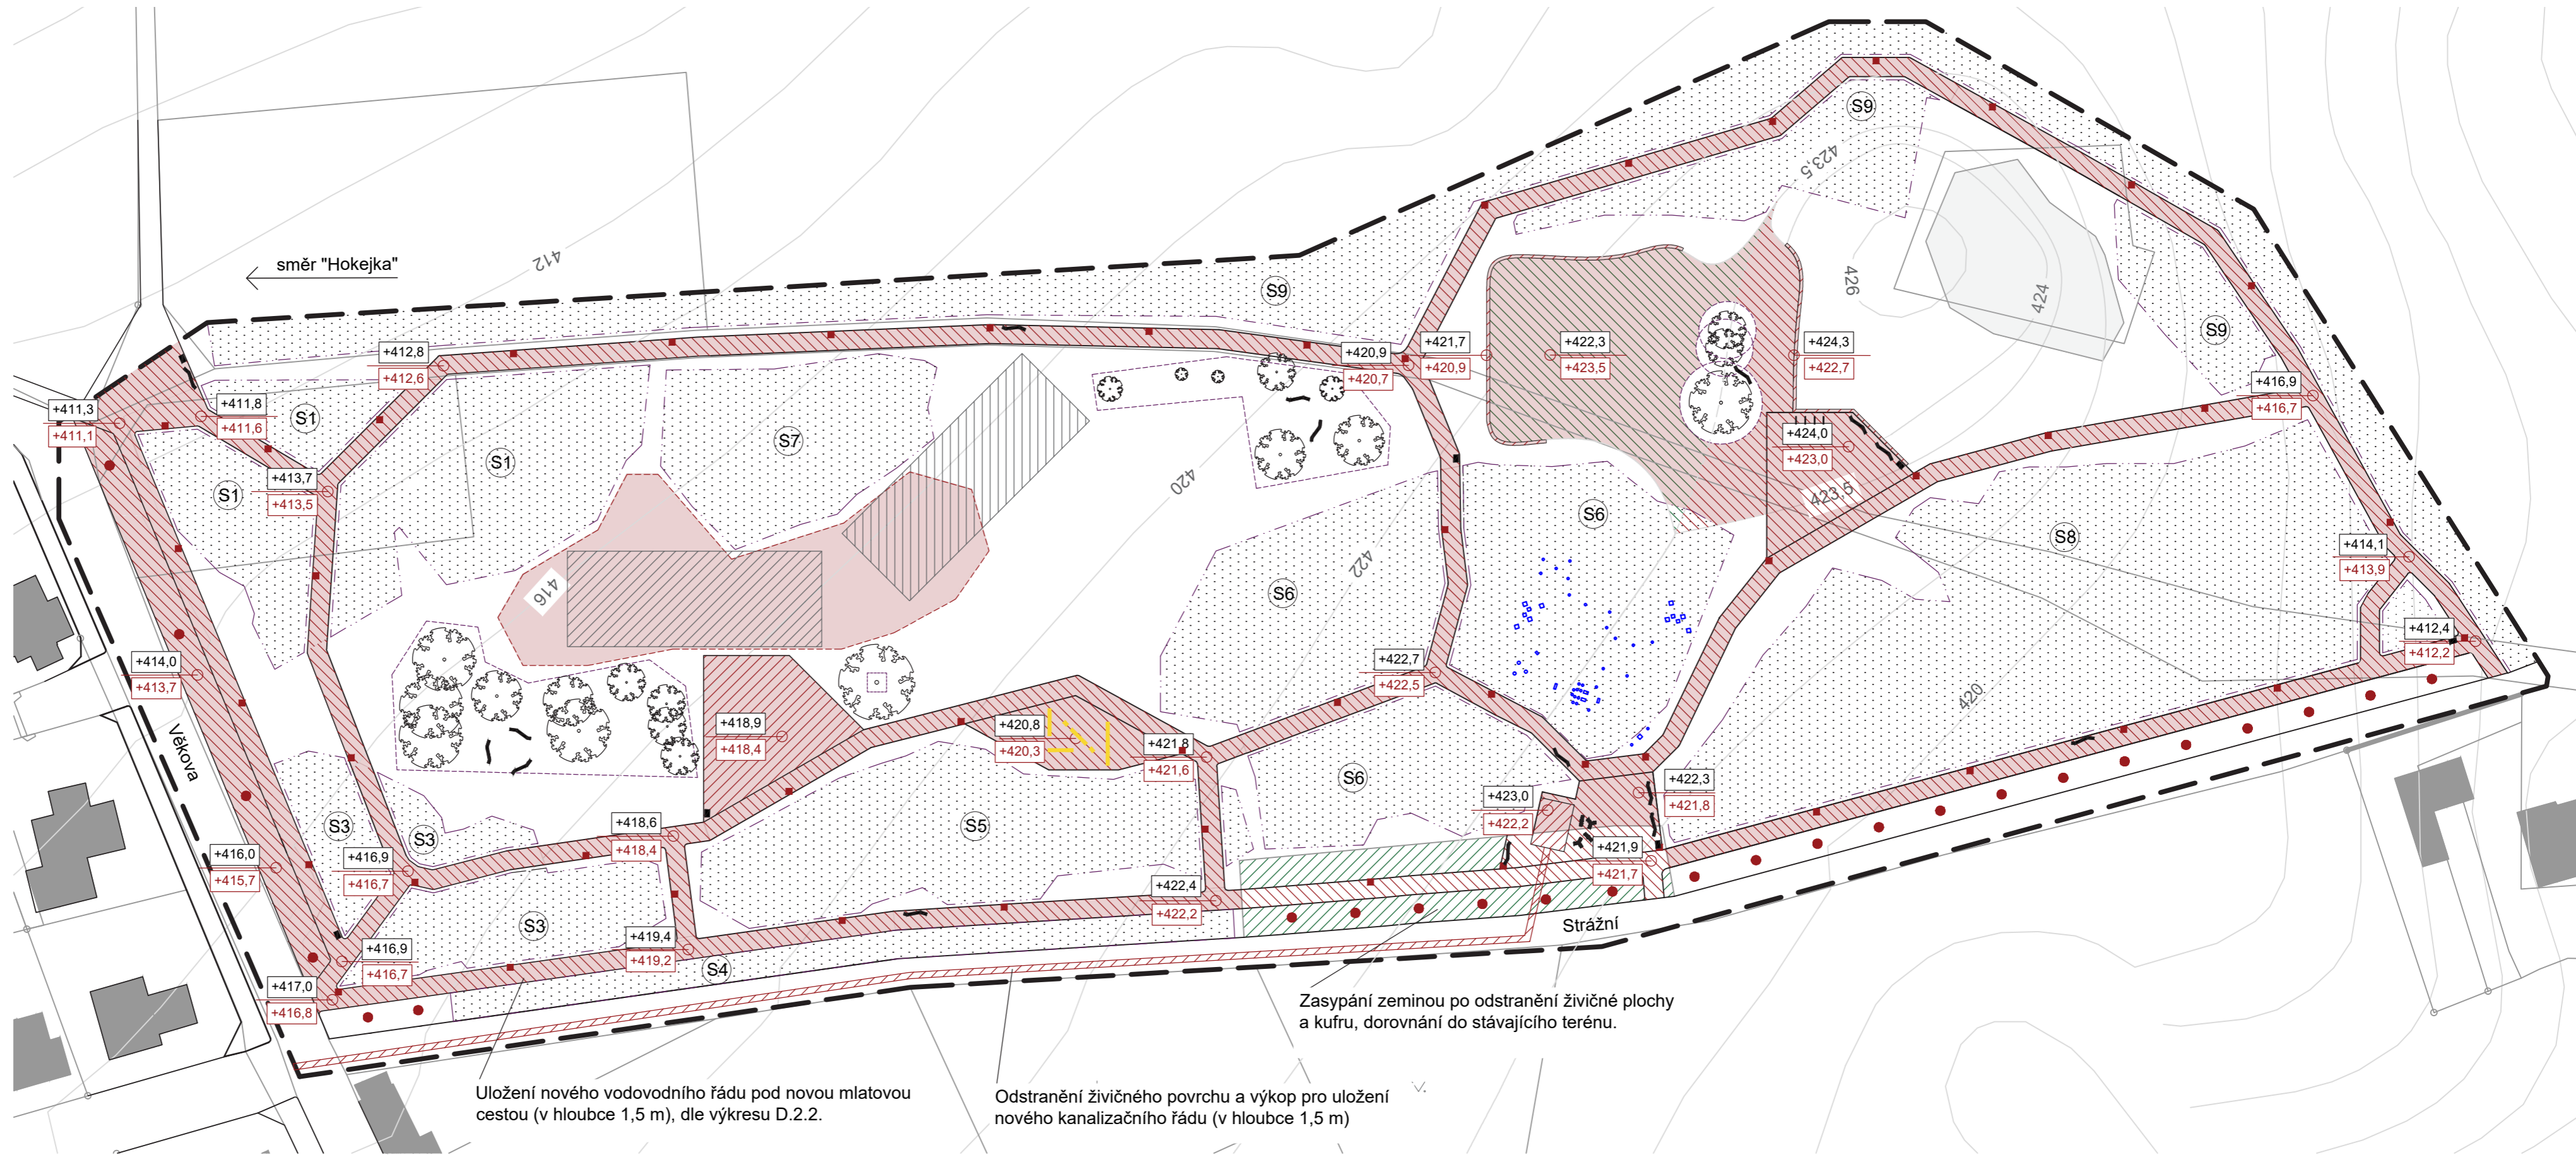 S9
423,5
směr "Hokejka"
412
S9
426
424
S9
+412,8
+412,6
+420,9
+420,7
+421,7
+420,9
+422,3
+423,5
+424,3
+422,7
+416,9
+416,7
+411,3
+411,1
+411,8
+411,6
S1
S7
+424,0
+423,0
S1
+413,7
+413,5
S1
420
423,5
S6
S8
+414,1
+413,9
422
416
S6
+412,4
+412,2
+414,0
+413,7
+422,7
+422,5
420
Věkova
+418,9
+418,4
+420,8
+420,3
+421,8
+421,6
S6
+422,3
+421,8
+423,0
+422,2
S3
S3
+418,6
+418,4
S5
+416,0
+415,7
+416,9
+416,7
+421,9
+421,7
+422,4
+422,2
S3
+419,4
+419,2
Strážní
+416,9
+416,7
S4
+417,0
+416,8
Zasypání zeminou po odstranění živičné plochy
a kufru, dorovnání do stávajícího terénu.
Uložení nového vodovodního řádu pod novou mlatovou
cestou (v hloubce 1,5 m), dle výkresu D.2.2.
Odstranění živičného povrchu a výkop pro uložení
nového kanalizačního řádu (v hloubce 1,5 m)